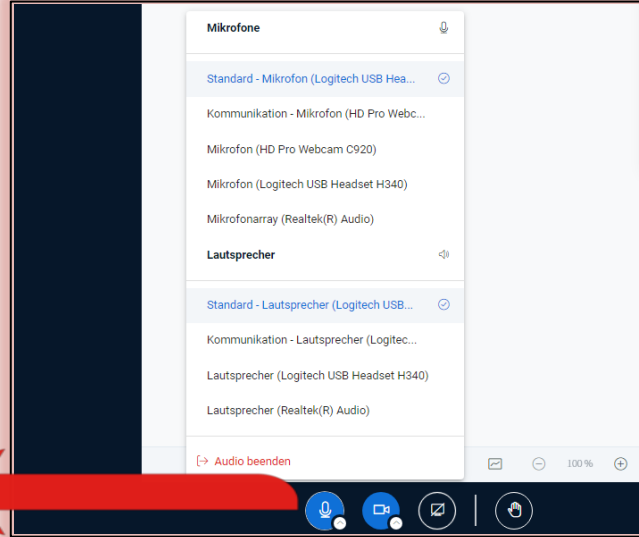 Mikrofone
Standard - Mikrofon (Logitech USB Hea...
Kommunikation - Mikrofon (HD Pro Webc...
Mikrofon (HD Pro Webcam C920)
Mikrofon (Logitech USB Headset H340)
Mikrofonarray (Realtek(R) Audio)
Lautsprecher
Standard - Lautsprecher (Logitech USB...
Kommunikation - Lautsprecher (Logitec...
Lautsprecher (Logitech USB Headset H340)
Lautsprecher (Realtek(R) Audio)
Audio beenden
100 %